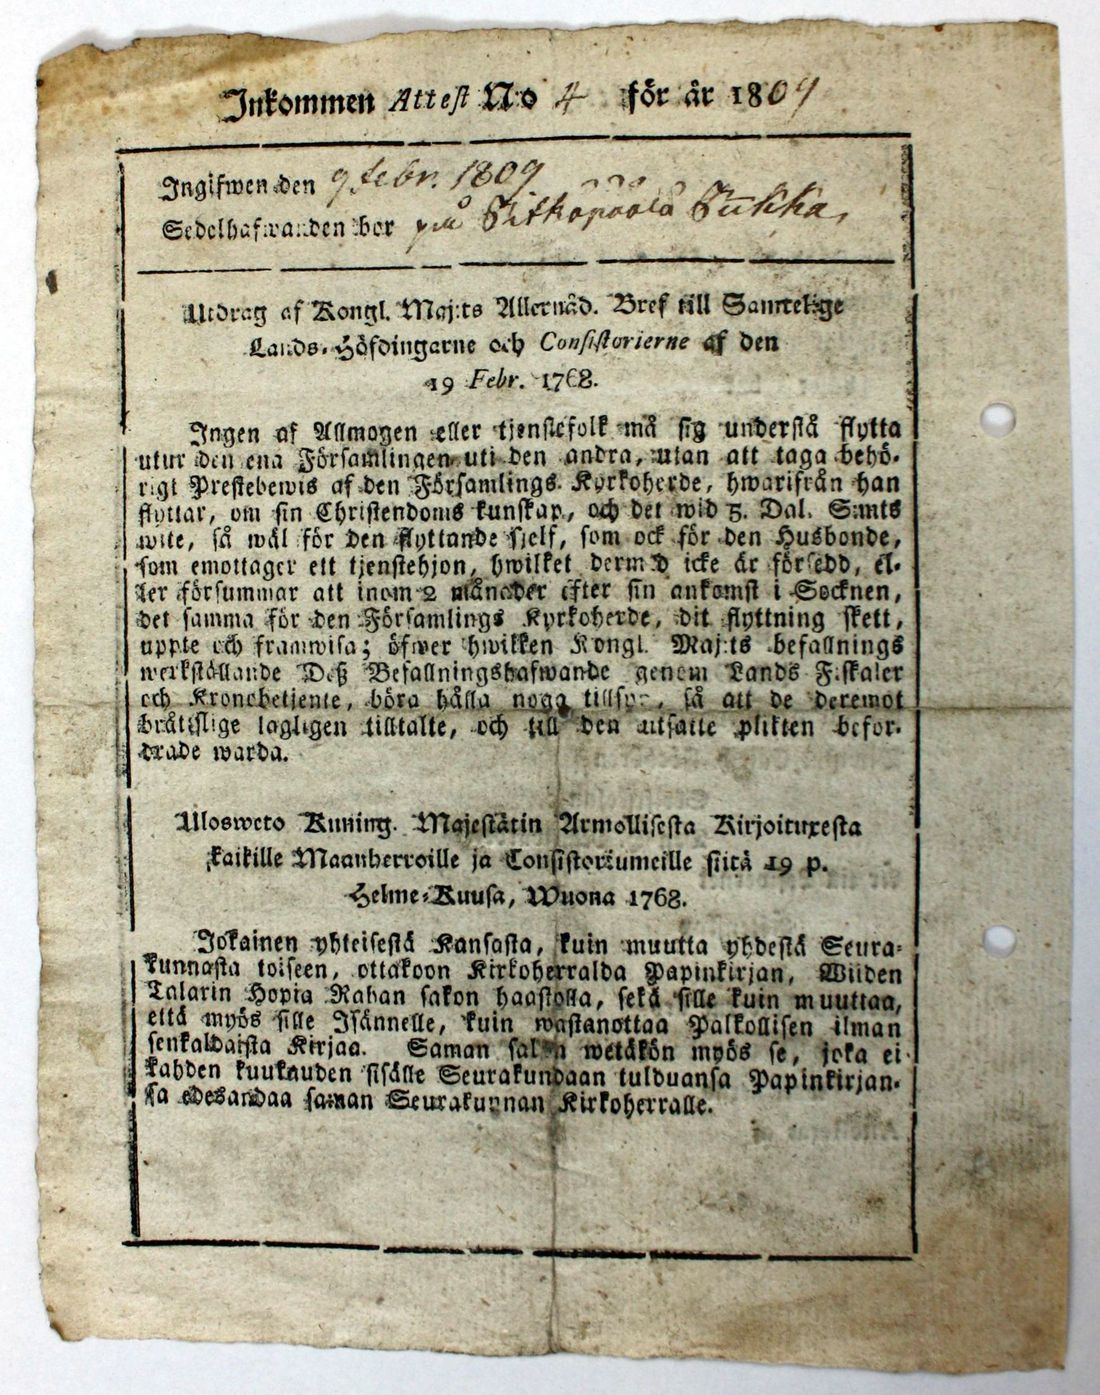 Inkommen Attest No 4 för år 1809
Ingifwen den 9 febr. 1809
Sedelhafwanden bor på
Utdrag af Kongl. Maj:ts Allernåd. Bref till Samtelige
Lands-Höfdingarne och Consistorierne af den
19 Febr. 1768.
Ingen af Allmogen eller tjenstefolk må sig understå flytta
utur den ena Församlingen uti den andra, utan att taga behö-
rigt Prestebewis af den Församlings Kyrkoherde, hwarifrån han
flyttar, om sin Christendoms kunskap, och det wid 5. Dal. S:mts
wite, så wäl för den flyttande sjelf, som ock för den Husbonde,
som emottager ett tjenstehjon, hwilket dermed icke är försedd, el-
ler försummar att inom 2 månader efter sin ankomst i Socknen,
det samma för den Församlings Kyrkoherde, dit flyttning skett,
uppte och framwisa; öfwer hwilken Kongl. Maj:ts befallnings
werkställande Deß Befallningshafwande genom Lands Fiskaler
och Kronobetjente, böra hålla noga tillsyn, så att de deremot
bråtslige lagligen tilltalte, och till den utsatte plikten befor-
drade warda.
Ulosweto Kuning. Majestätin Armollisesta Kirjoituxesta
kaikille Maanherroille ja Consistoriumeille siitä 19 p.
Helme-Kuusa, Wuona 1768.
Jokainen yhteisestä Kansasta, kuin muutta yhdestä Seura-
kunnasta toiseen, ottakoon Kirkoherralda Papinkirjan, Wiiden
Talarin Hopia Rahan sakon haastolla, sekä sille kuin muuttaa,
että myös sille Isännelle, kuin wastanottaa Palkollisen ilman
senkaldaista Kirjaa. Saman sakon wetäkön myös se, joka ei
kahden kuukauden sisälle Seurakundaan tulduansa Papinkirjan-
sa edesandaa saman Seurakunnan Kirkoherralle.